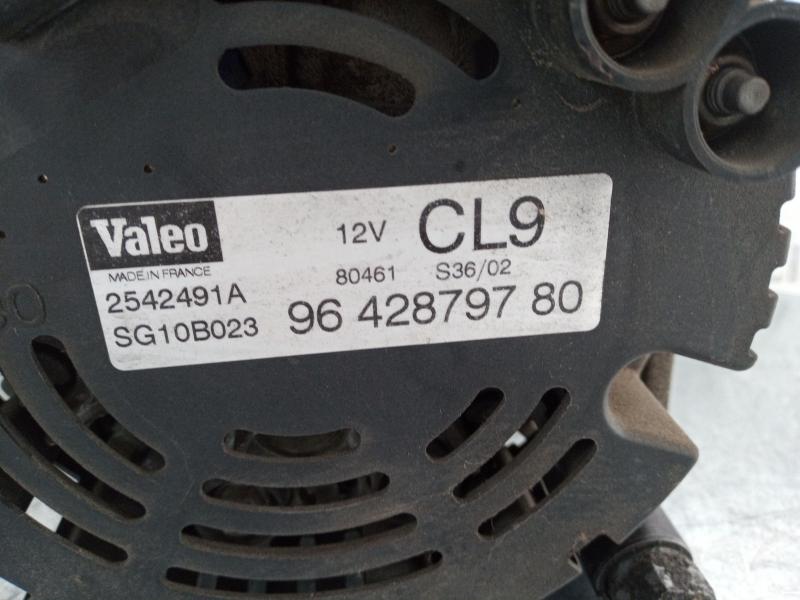 Valeo 12V CL9
MADE IN FRANCE 80461 S36/02
2542491A
SG10B023 96 428797 80